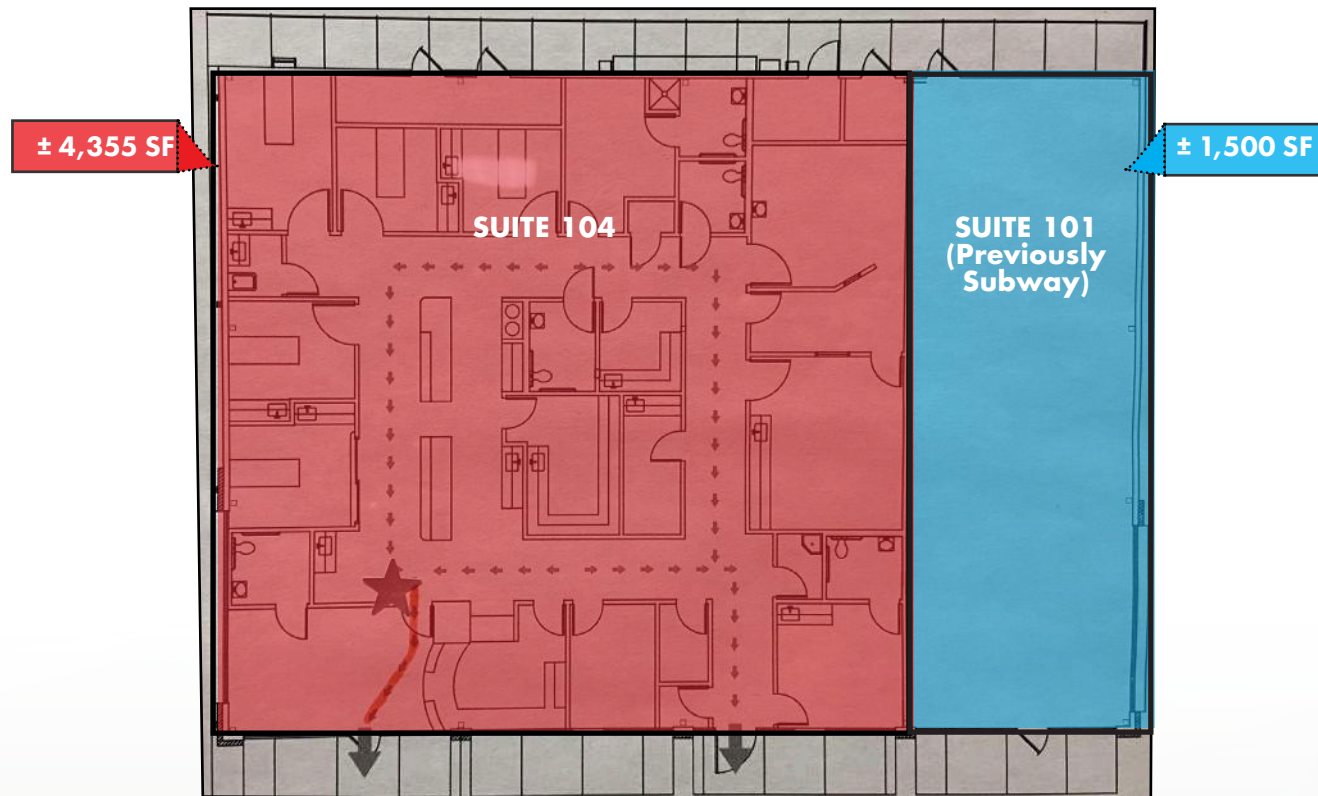 ± 4,355 SF
± 1,500 SF
SUITE 104
SUITE 101
(Previously
Subway)